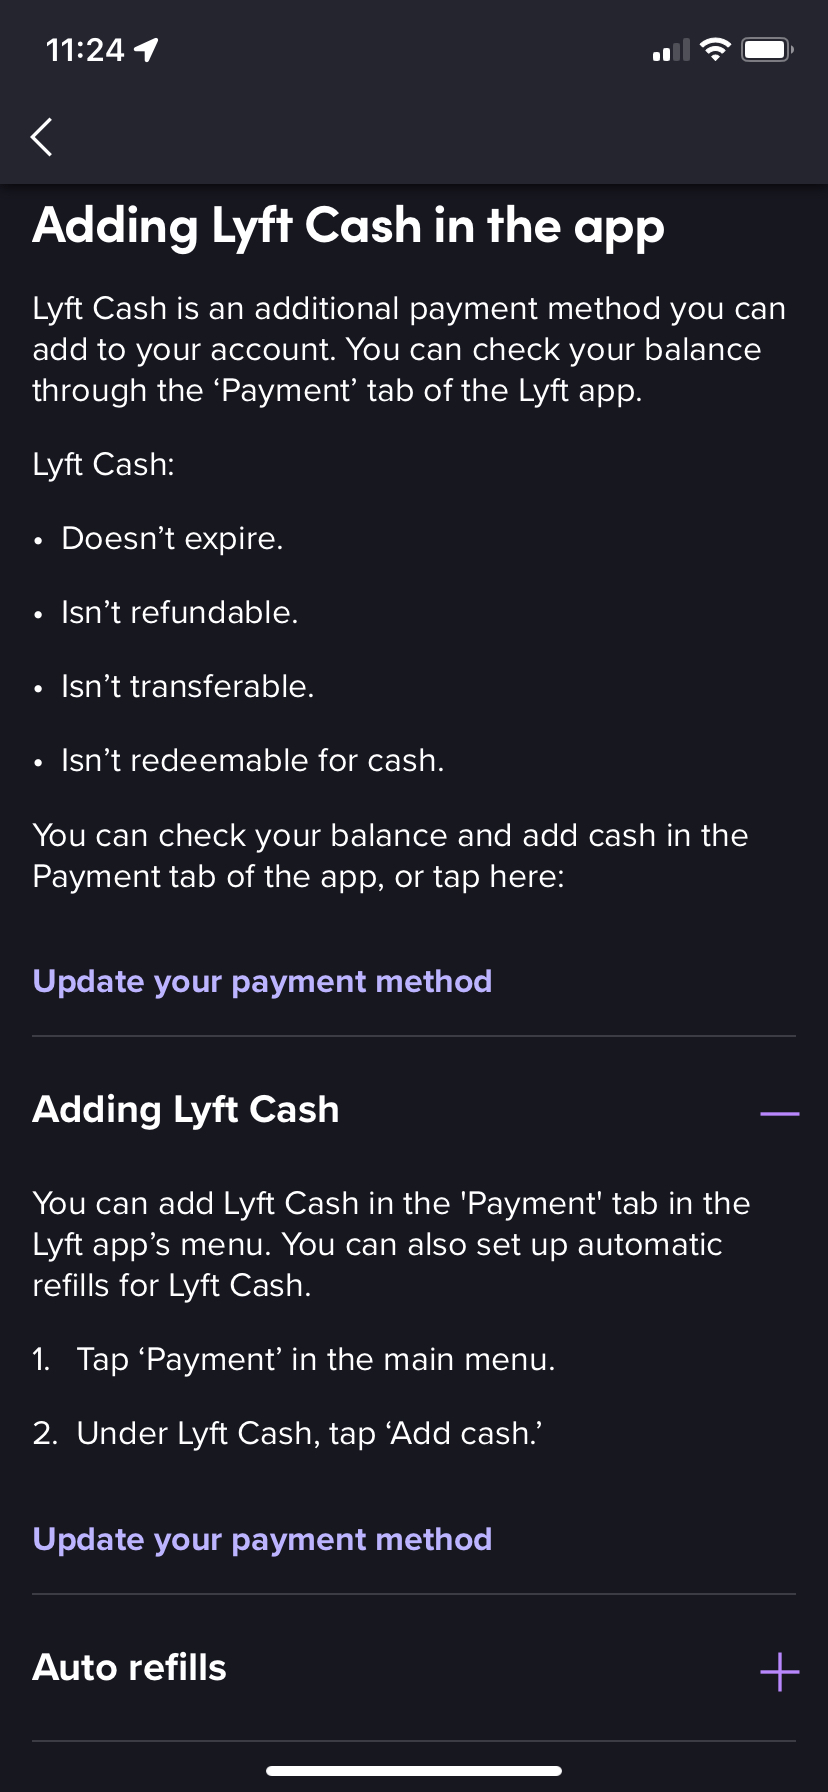 11:24
Adding Lyft Cash in the app
Lyft Cash is an additional payment method you can
add to your account. You can check your balance
through the ‘Payment’ tab of the Lyft app.
Lyft Cash:
• Doesn’t expire.
• Isn’t refundable.
• Isn’t transferable.
• Isn’t redeemable for cash.
You can check your balance and add cash in the
Payment tab of the app, or tap here:
Update your payment method
Adding Lyft Cash
You can add Lyft Cash in the 'Payment' tab in the
Lyft app’s menu. You can also set up automatic
refills for Lyft Cash.
1. Tap ‘Payment’ in the main menu.
2. Under Lyft Cash, tap ‘Add cash.’
Update your payment method
Auto refills